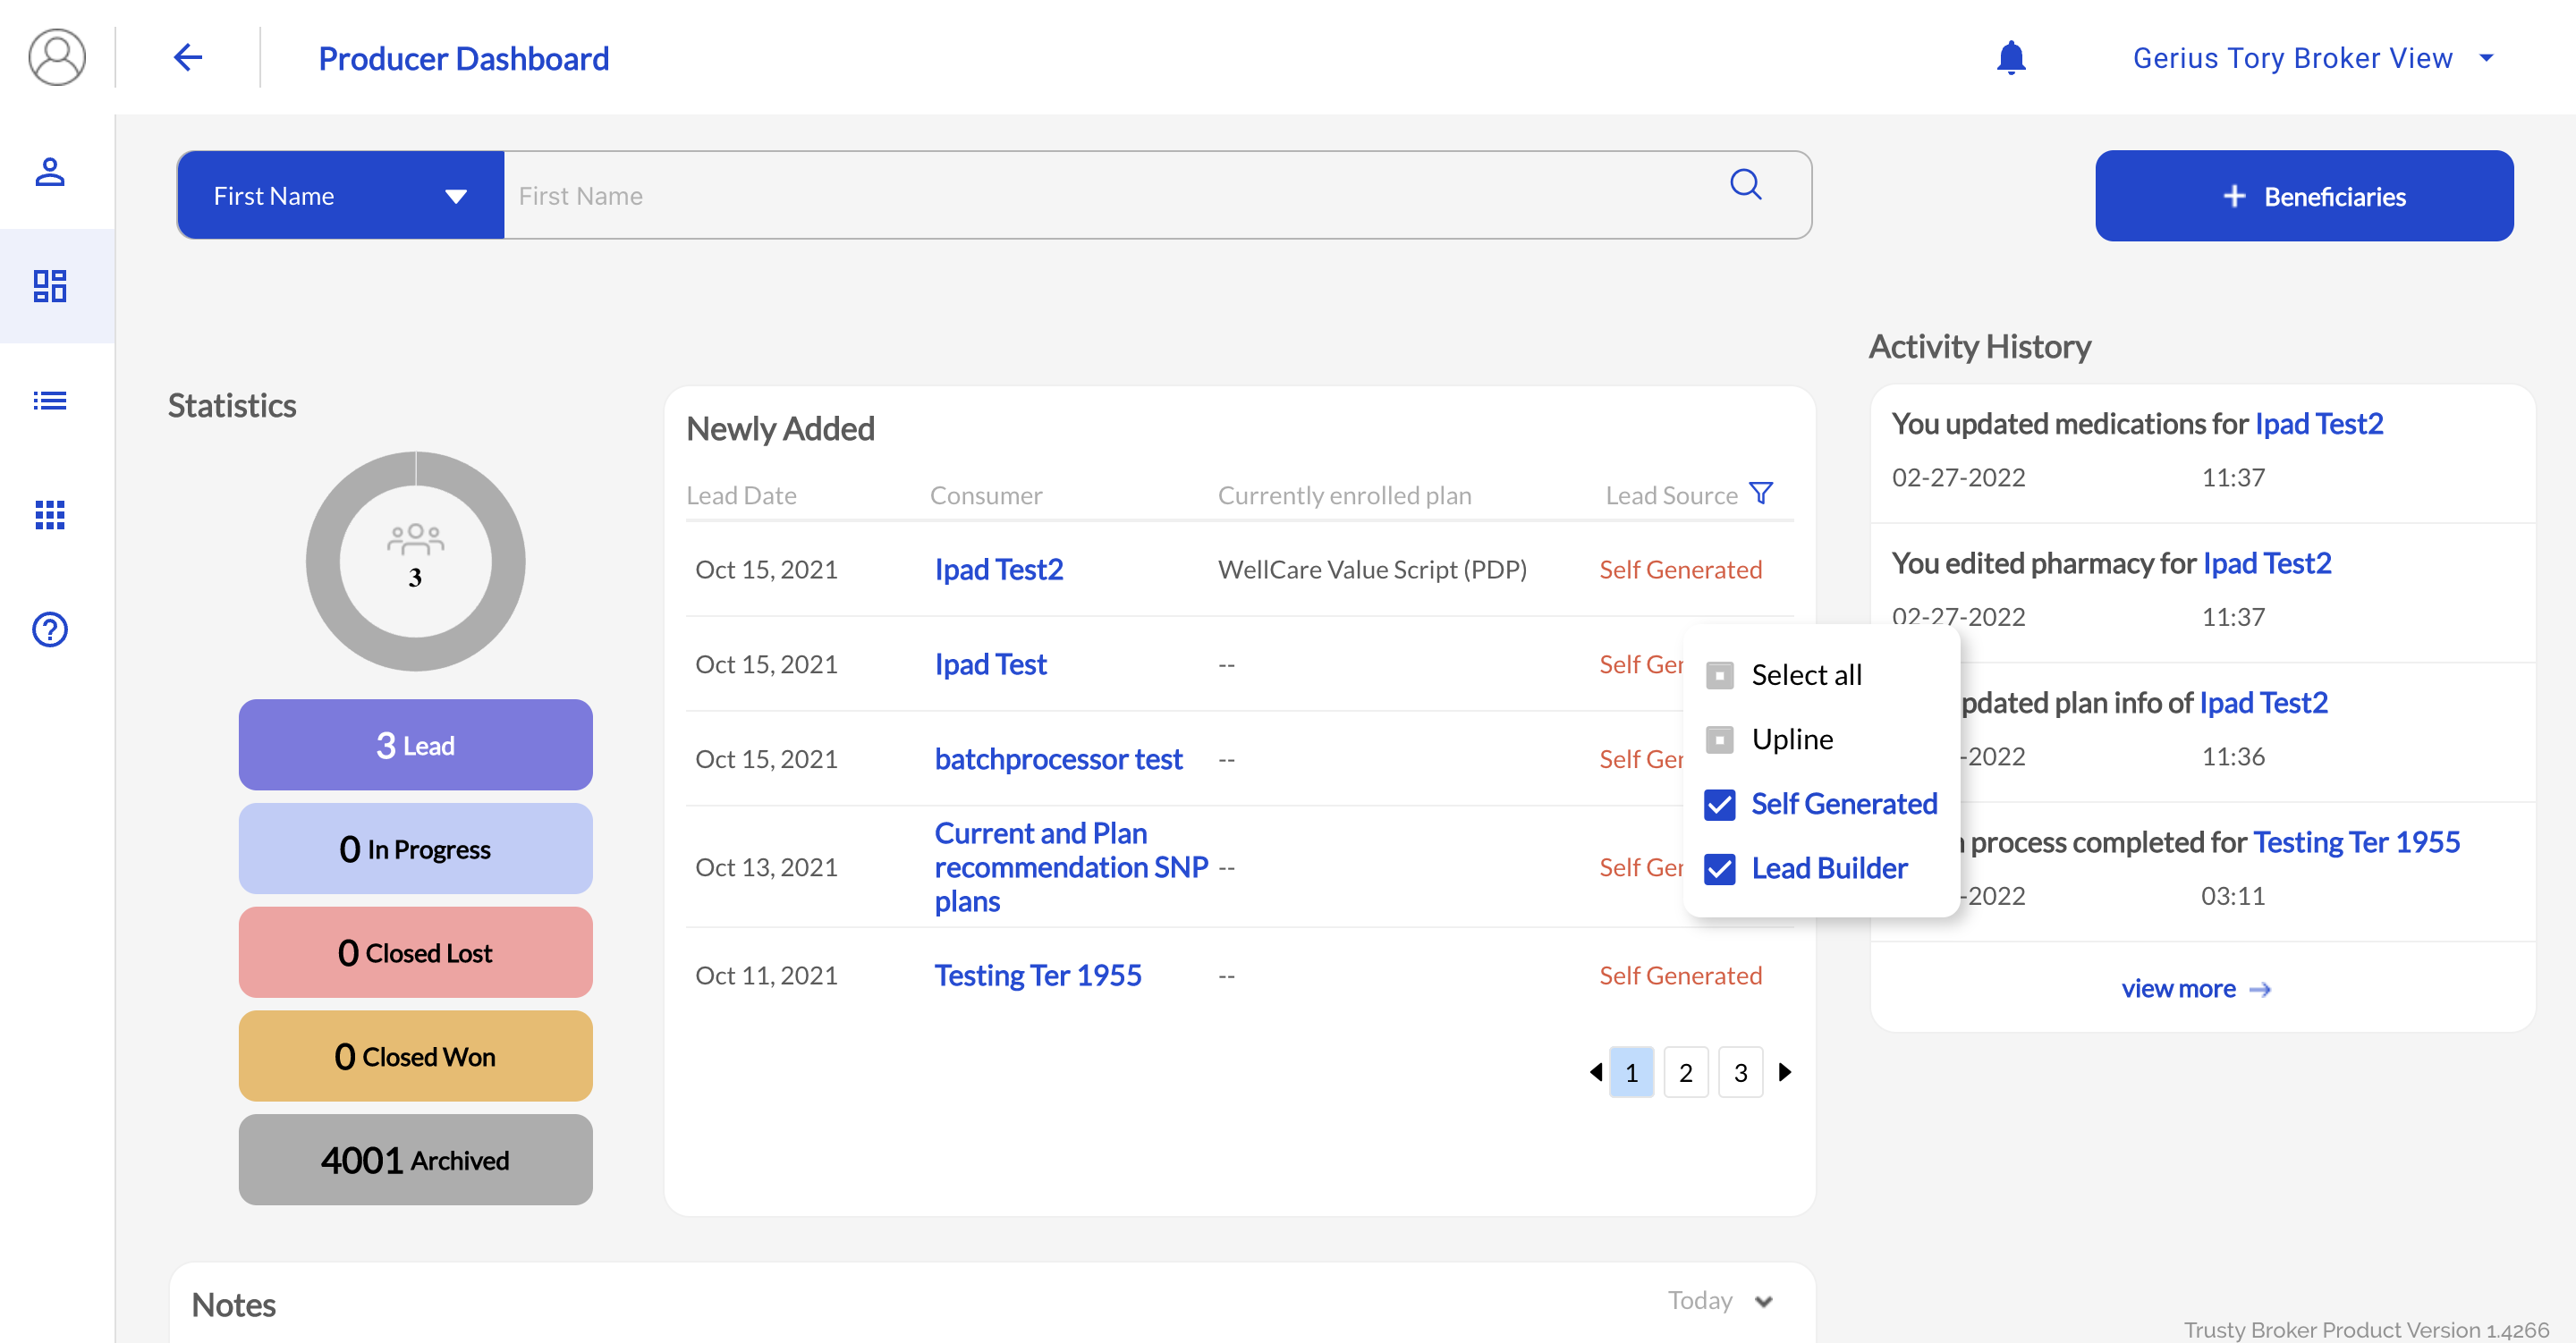 Producer Dashboard
Gerius Tory Broker View
First Name
First Name
+ Beneficiaries
Statistics
3
3 Lead
0 In Progress
0 Closed Lost
0 Closed Won
4001 Archived
Newly Added
Lead Date Consumer Currently enrolled plan Lead Source
Oct 15, 2021 Ipad Test2 WellCare Value Script (PDP) Self Generated
Oct 15, 2021 Ipad Test -- Self Ger
Oct 15, 2021 batchprocessor test -- Self Ger
Oct 13, 2021 Current and Plan
recommendation SNP -- Self Ger
plans
Oct 11, 2021 Testing Ter 1955 -- Self Generated
1 2 3
Select all
Upline
Self Generated
Lead Builder
Activity History
You updated medications for Ipad Test2
02-27-2022 11:37
You edited pharmacy for Ipad Test2
02-27-2022 11:37
pdated plan info of Ipad Test2
-2022 11:36
process completed for Testing Ter 1955
-2022 03:11
view more
Notes
Today
Trusty Broker Product Version 1.4266